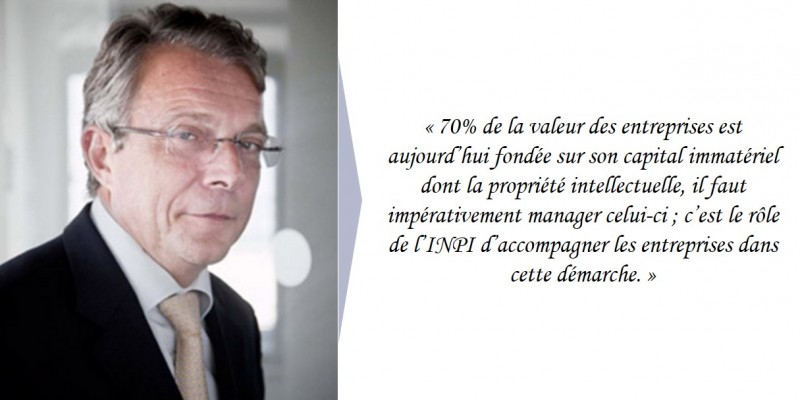 « 70% de la valeur des entreprises est
aujourd’hui fondée sur son capital immatériel
dont la propriété intellectuelle, il faut
impérativement manager celui-ci ; c’est le rôle
de l’INPI d’accompagner les entreprises dans
cette démarche. »